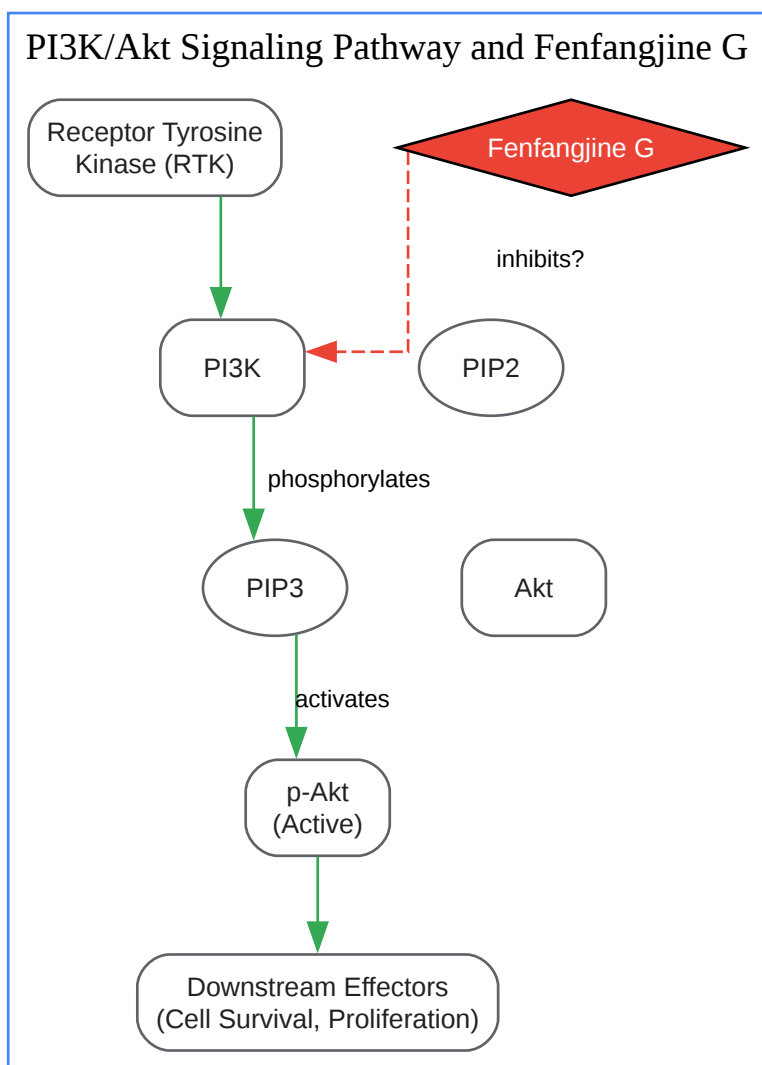 PI3K/Akt Signaling Pathway and Fenfangjine G
Receptor Tyrosine
Kinase (RTK)
Fenfangjine G
inhibits?
PI3K
PIP2
phosphorylates
PIP3
Akt
activates
p-Akt
(Active)
Downstream Effectors
(Cell Survival, Proliferation)